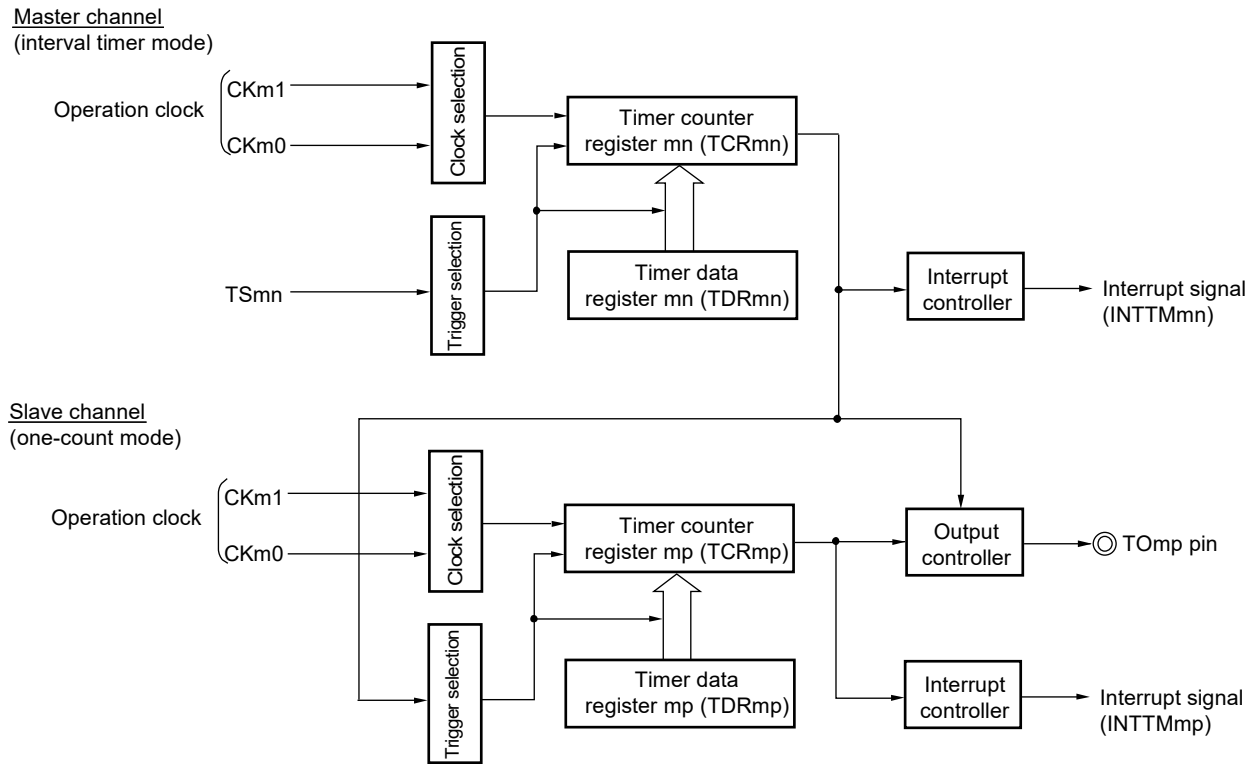 Master channel
(interval timer mode)
Operation clock
CKm1
CKm0
Clock selection
Timer counter
register mn (TCRmn)
TSmn
Trigger selection
Timer data
register mn (TDRmn)
Interrupt
controller
Interrupt signal
(INTTMmn)
Slave channel
(one-count mode)
Operation clock
CKm1
CKm0
Clock selection
Timer counter
register mp (TCRmp)
Output
controller
TOmp pin
Trigger selection
Timer data
register mp (TDRmp)
Interrupt
controller
Interrupt signal
(INTTMmp)